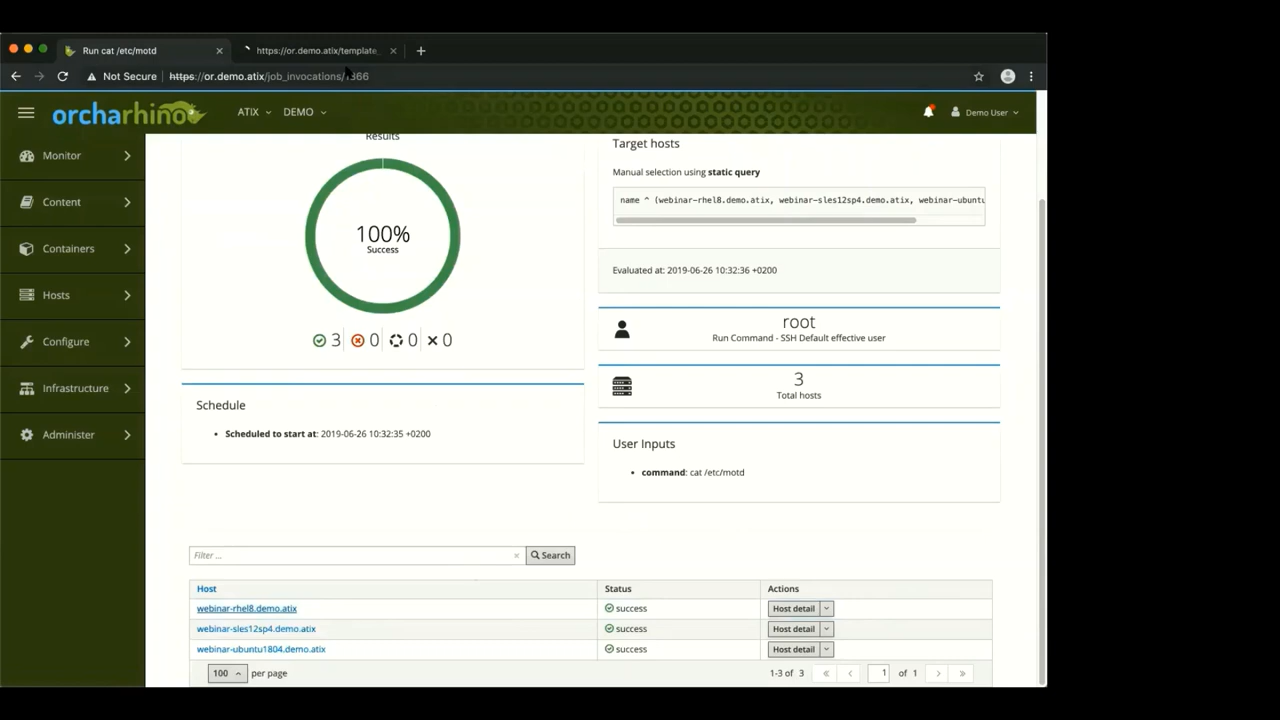 Run cat /etc/motd
https://or.demo.atix/template_
Not Secure
https://or.demo.atix/job_invocations/1366
orcharhino
ATIX
DEMO
Demo User
Monitor
Content
Containers
Hosts
Configure
Infrastructure
Administer
Results
100%
Success
3 0 0 0
Schedule
Scheduled to start at: 2019-06-26 10:32:35 +0200
Target hosts
Manual selection using static query
name ^ (webinar-rhel8.demo.atix, webinar-sles12sp4.demo.atix, webinar-ubuntu
Evaluated at: 2019-06-26 10:32:36 +0200
root
Run Command - SSH Default effective user
3
Total hosts
User Inputs
command: cat /etc/motd
Filter ...
Search
Host Status Actions
webinar-rhel8.demo.atix success Host detail
webinar-sles12sp4.demo.atix success Host detail
webinar-ubuntu1804.demo.atix success Host detail
100 per page
1-3 of 3 « ‹ 1 of 1 › »